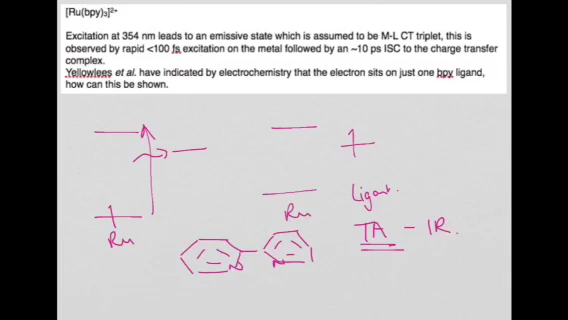 [Ru(bpy)₃]²⁺
Excitation at 354 nm leads to an emissive state which is assumed to be M-L CT triplet, this is
observed by rapid <100 fs excitation on the metal followed by an ~10 ps ISC to the charge transfer
complex.
Yellowlees et al. have indicated by electrochemistry that the electron sits on just one bpy ligand,
how can this be shown.
Ligand.
Ru
Ru
TA - IR.
N
N